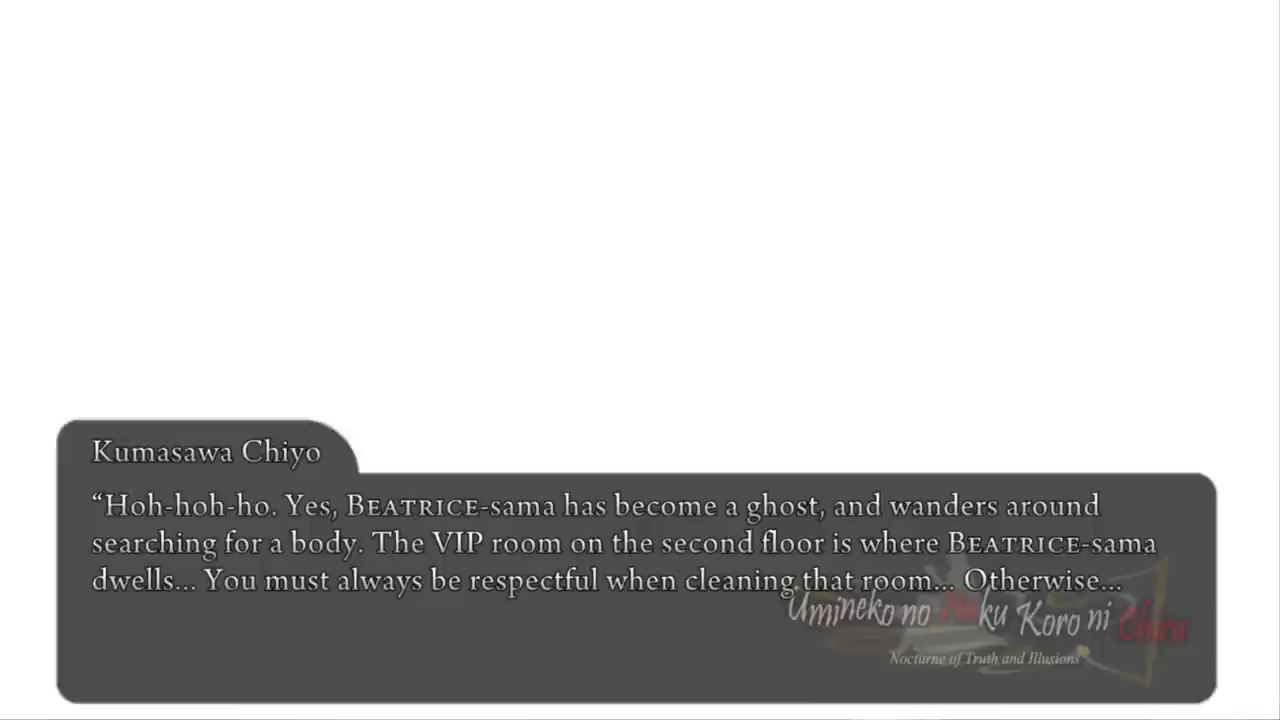 Kumasawa Chiyo
“Hoh-hoh-ho. Yes, BEATRICE-sama has become a ghost, and wanders around
searching for a body. The VIP room on the second floor is where BEATRICE-sama
dwells... You must always be respectful when cleaning that room... Otherwise...
Umineko no Naku Koro ni Chiru
Nocturne of Truth and Illusions